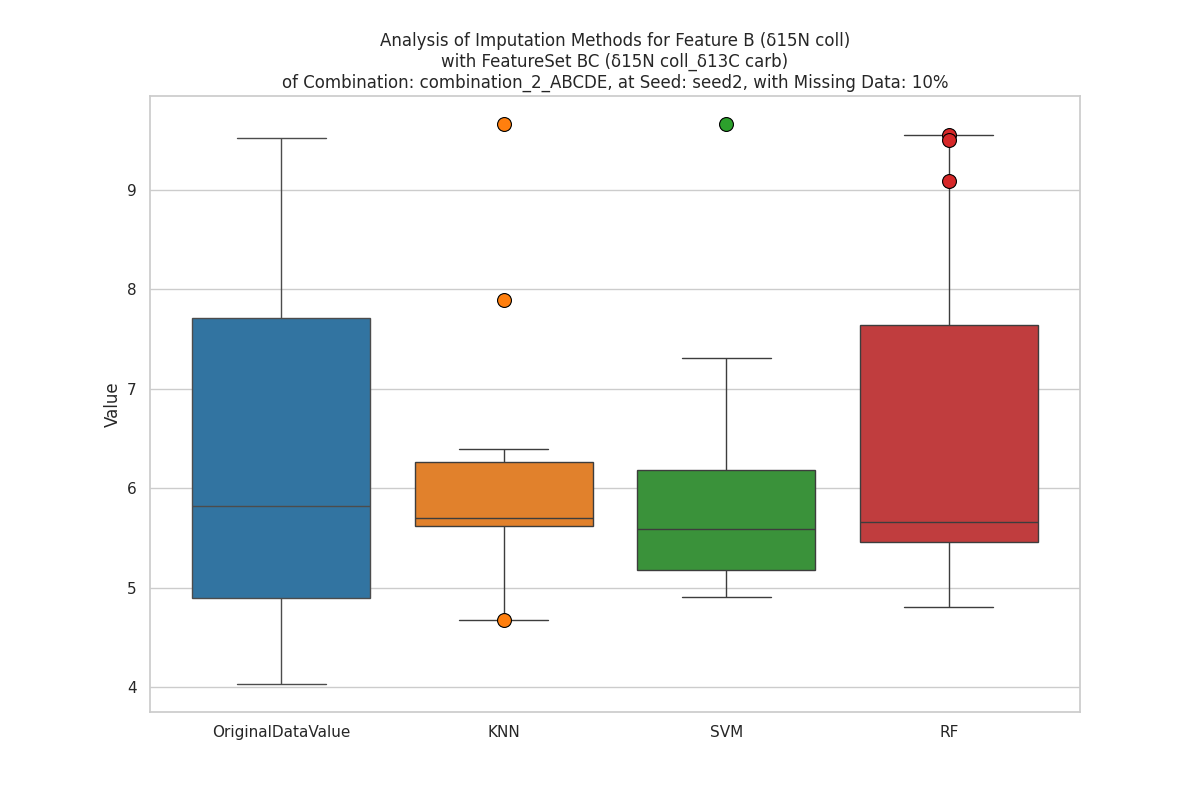 Analysis of Imputation Methods for Feature B (δ15N coll)
with FeatureSet BC (δ15N coll_δ13C carb)
of Combination: combination_2_ABCDE, at Seed: seed2, with Missing Data: 10%
9
8
7
6
5
4
Value
OriginalDataValue
KNN
SVM
RF